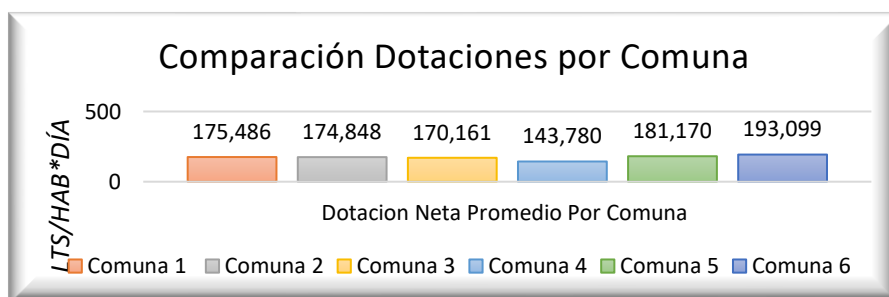 Comparación Dotaciones por Comuna
LTS/HAB*DÍA
500
0
175,486 174,848 170,161 143,780 181,170 193,099
Dotacion Neta Promedio Por Comuna
Comuna 1 Comuna 2 Comuna 3 Comuna 4 Comuna 5 Comuna 6